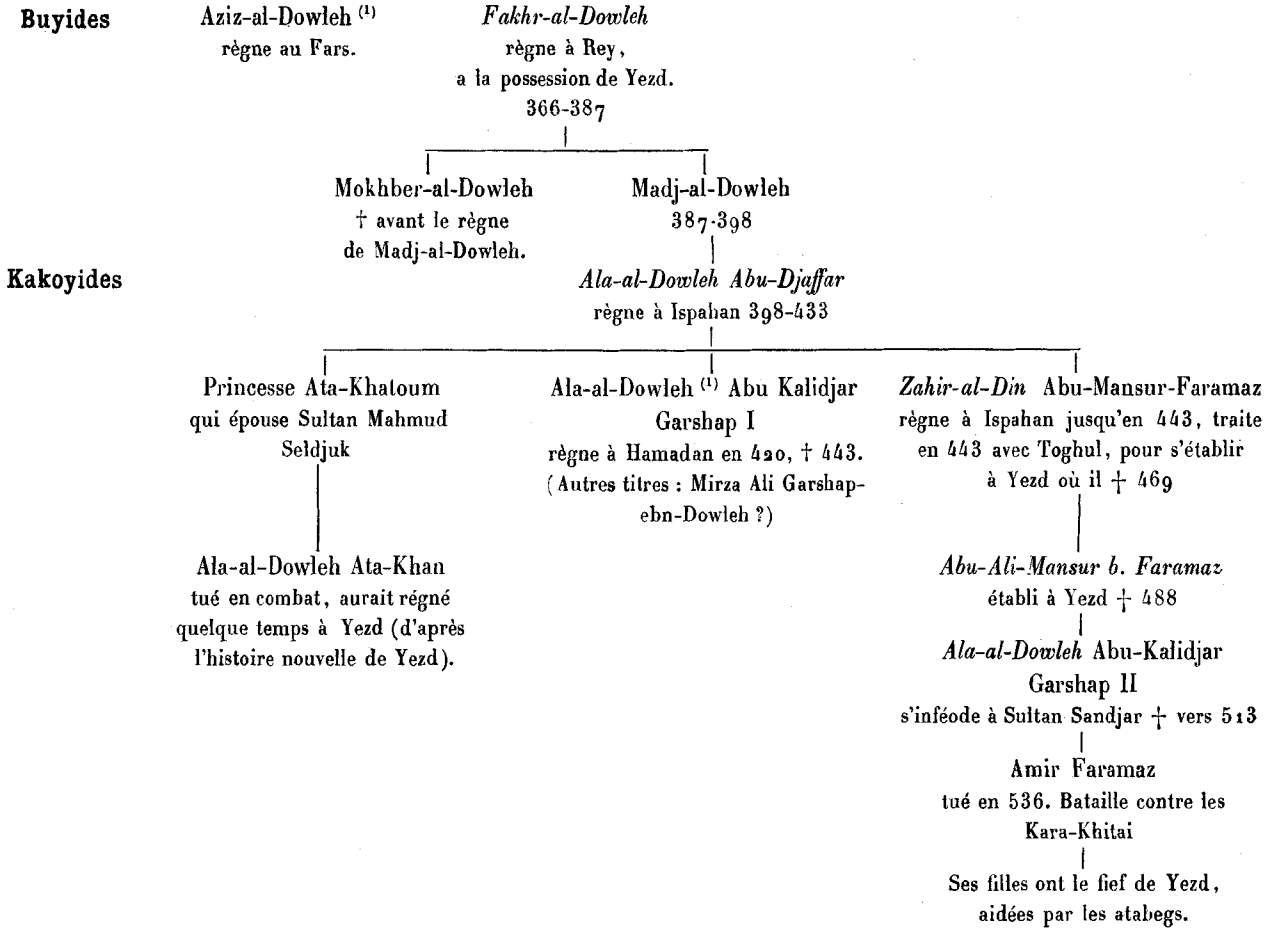 Buyides
Aziz-al-Dowleh (1)
règne au Fars.
Fakhr-al-Dowleh
règne à Rey,
a la possession de Yezd.
366-387
Mokhber-al-Dowleh
† avant le règne
de Madj-al-Dowleh.
Madj-al-Dowleh
387-398
Kakoyides
Ala-al-Dowleh Abu-Djaffar
règne à Ispahan 398-433
Princesse Ata-Khatoum
qui épouse Sultan Mahmud
Seldjuk
Ala-al-Dowleh (1) Abu Kalidjar
Garshap I
règne à Hamadan en 420, † 443.
(Autres titres : Mirza Ali Garshap-
ebn-Dowleh ?)
Zahir-al-Din Abu-Mansur-Faramaz
règne à Ispahan jusqu'en 443, traite
en 443 avec Toghul, pour s'établir
à Yezd où il † 469
Ala-al-Dowleh Ata-Khan
tué en combat, aurait régné
quelque temps à Yezd (d'après
l'histoire nouvelle de Yezd).
Abu-Ali-Mansur b. Faramaz
établi à Yezd † 488
Ala-al-Dowleh Abu-Kalidjar
Garshap II
s'inféode à Sultan Sandjar † vers 513
Amir Faramaz
tué en 536. Bataille contre les
Kara-Khitai
Ses filles ont le fief de Yezd,
aidées par les atabegs.